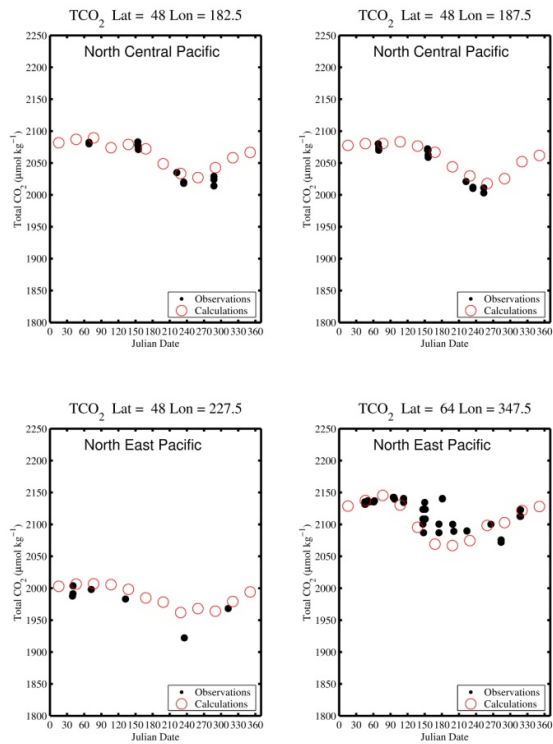 TCO2 Lat = 48 Lon = 182.5
North Central Pacific
Total CO2 (μmol kg−1)
2250
2200
2150
2100
2050
2000
1950
1900
1850
1800
0 30 60 90 120 150 180 210 240 270 300 330 360
Julian Date
Observations
Calculations
TCO2 Lat = 48 Lon = 187.5
North Central Pacific
Total CO2 (μmol kg−1)
2250
2200
2150
2100
2050
2000
1950
1900
1850
1800
0 30 60 90 120 150 180 210 240 270 300 330 360
Julian Date
Observations
Calculations
TCO2 Lat = 48 Lon = 227.5
North East Pacific
Total CO2 (μmol kg−1)
2250
2200
2150
2100
2050
2000
1950
1900
1850
1800
0 30 60 90 120 150 180 210 240 270 300 330 360
Julian Date
Observations
Calculations
TCO2 Lat = 64 Lon = 347.5
North East Pacific
Total CO2 (μmol kg−1)
2250
2200
2150
2100
2050
2000
1950
1900
1850
1800
0 30 60 90 120 150 180 210 240 270 300 330 360
Julian Date
Observations
Calculations